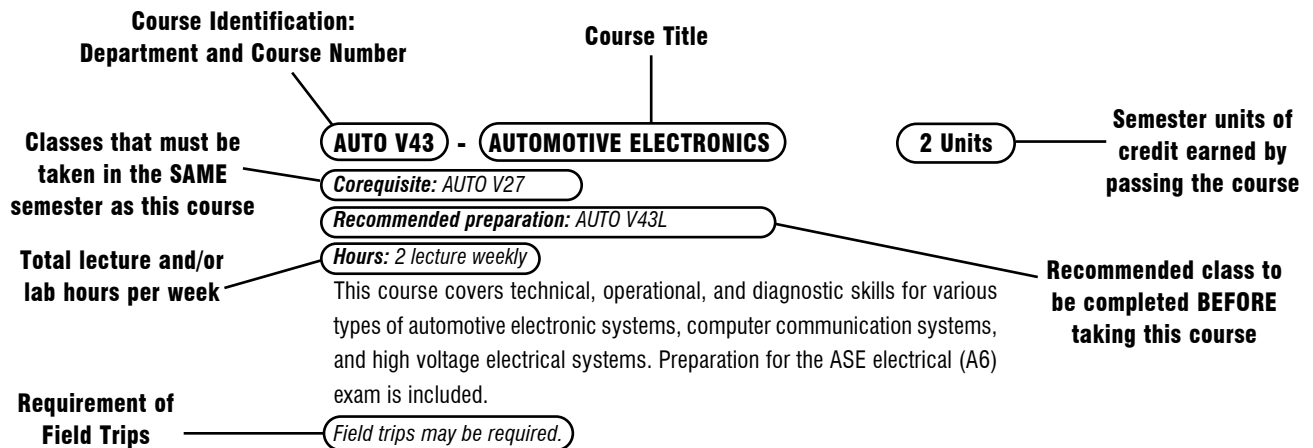 Course Identification:
Department and Course Number
Course Title
Classes that must be
taken in the SAME
semester as this course
AUTO V43 - AUTOMOTIVE ELECTRONICS
2 Units
Semester units of
credit earned by
passing the course
Corequisite: AUTO V27
Recommended preparation: AUTO V43L
Total lecture and/or
lab hours per week
Hours: 2 lecture weekly
Recommended class to
be completed BEFORE
taking this course
This course covers technical, operational, and diagnostic skills for various
types of automotive electronic systems, computer communication systems,
and high voltage electrical systems. Preparation for the ASE electrical (A6)
exam is included.
Requirement of
Field Trips
Field trips may be required.